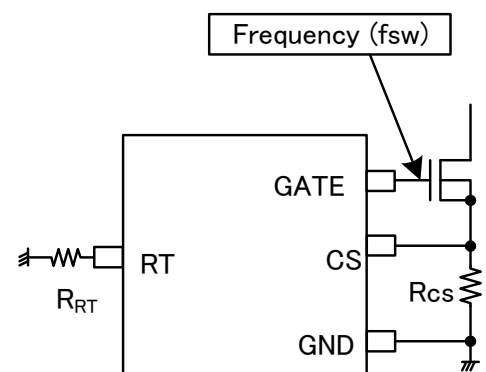 Frequency (fsw)
GATE
RT
CS
RRT
Rcs
GND